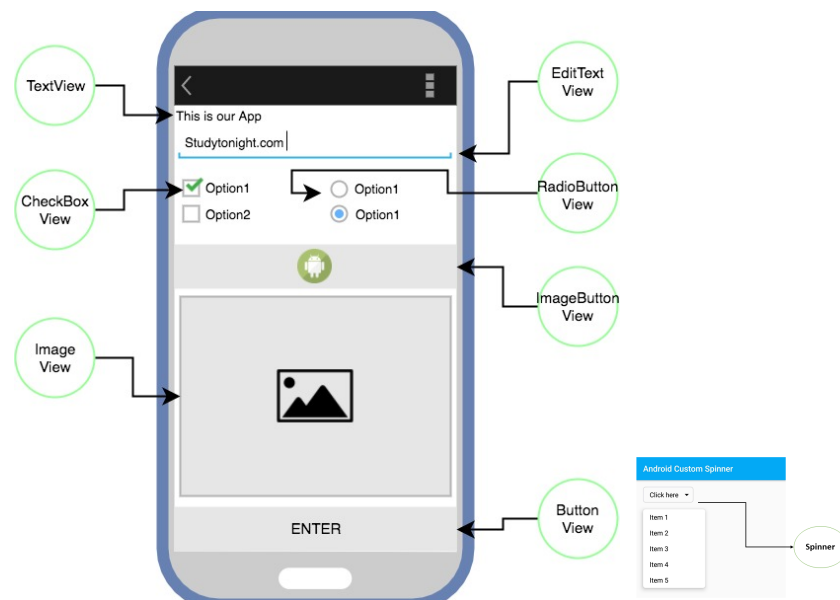 TextView
EditText
View
This is our App
Studytonight.com
CheckBox
View
Option1
Option1
RadioButton
View
Option2
Option1
ImageButton
View
Image
View
Button
View
ENTER
Android Custom Spinner
Click here
Item 1
Item 2
Item 3
Item 4
Item 5
Spinner